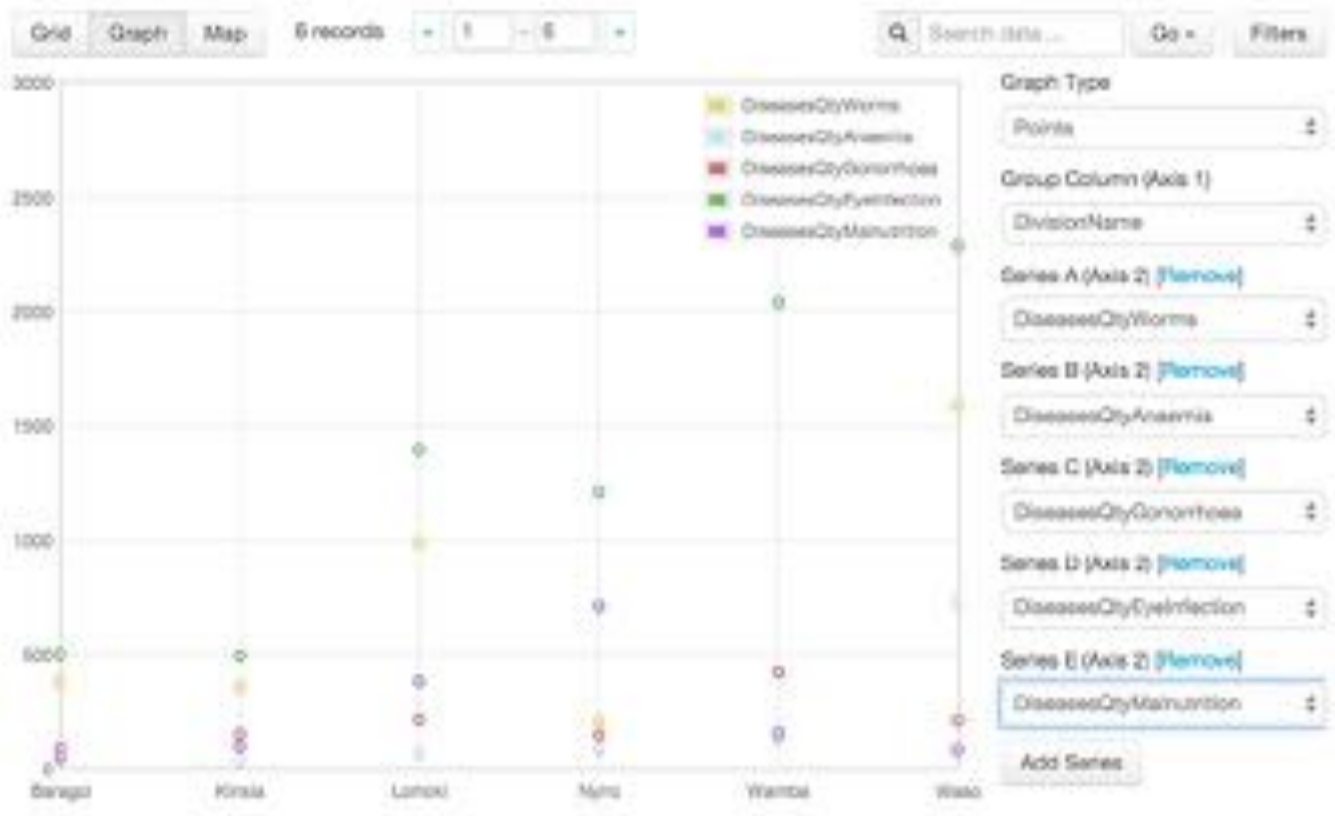 Grid Graph Map 6 records « 1 - 6 » Search data ... Go » Filters
3000
2500
2000
1500
1000
500
0
Baragoi Wamba Waso
DiseasesQtyWorms
DiseasesQtyAnaemia
DiseasesQtyGonorrhoea
DiseasesQtyEyeInfection
DiseasesQtyMalnutrition
Graph Type
Points
Group Column (Axis 1)
DivisionName
Series A (Axis 2) [Remove]
DiseasesQtyWorms
Series B (Axis 2) [Remove]
DiseasesQtyAnaemia
Series C (Axis 2) [Remove]
DiseasesQtyGonorrhoea
Series D (Axis 2) [Remove]
DiseasesQtyEyeInfection
Series E (Axis 2) [Remove]
DiseasesQtyMalnutrition
Add Series